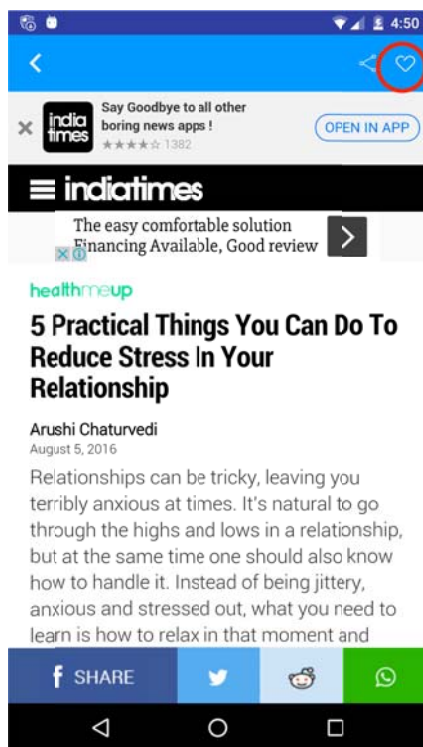 4:50
india
times
Say Goodbye to all other
boring news apps !
1382
OPEN IN APP
indiatimes
The easy comfortable solution
Financing Available, Good review
healthmeup
5 Practical Things You Can Do To
Reduce Stress In Your
Relationship
Arushi Chaturvedi
August 5, 2016
Relationships can be tricky, leaving you
terribly anxious at times. It's natural to go
through the highs and lows in a relationship,
but at the same time one should also know
how to handle it. Instead of being jittery,
anxious and stressed out, what you need to
learn is how to relax in that moment and
f SHARE